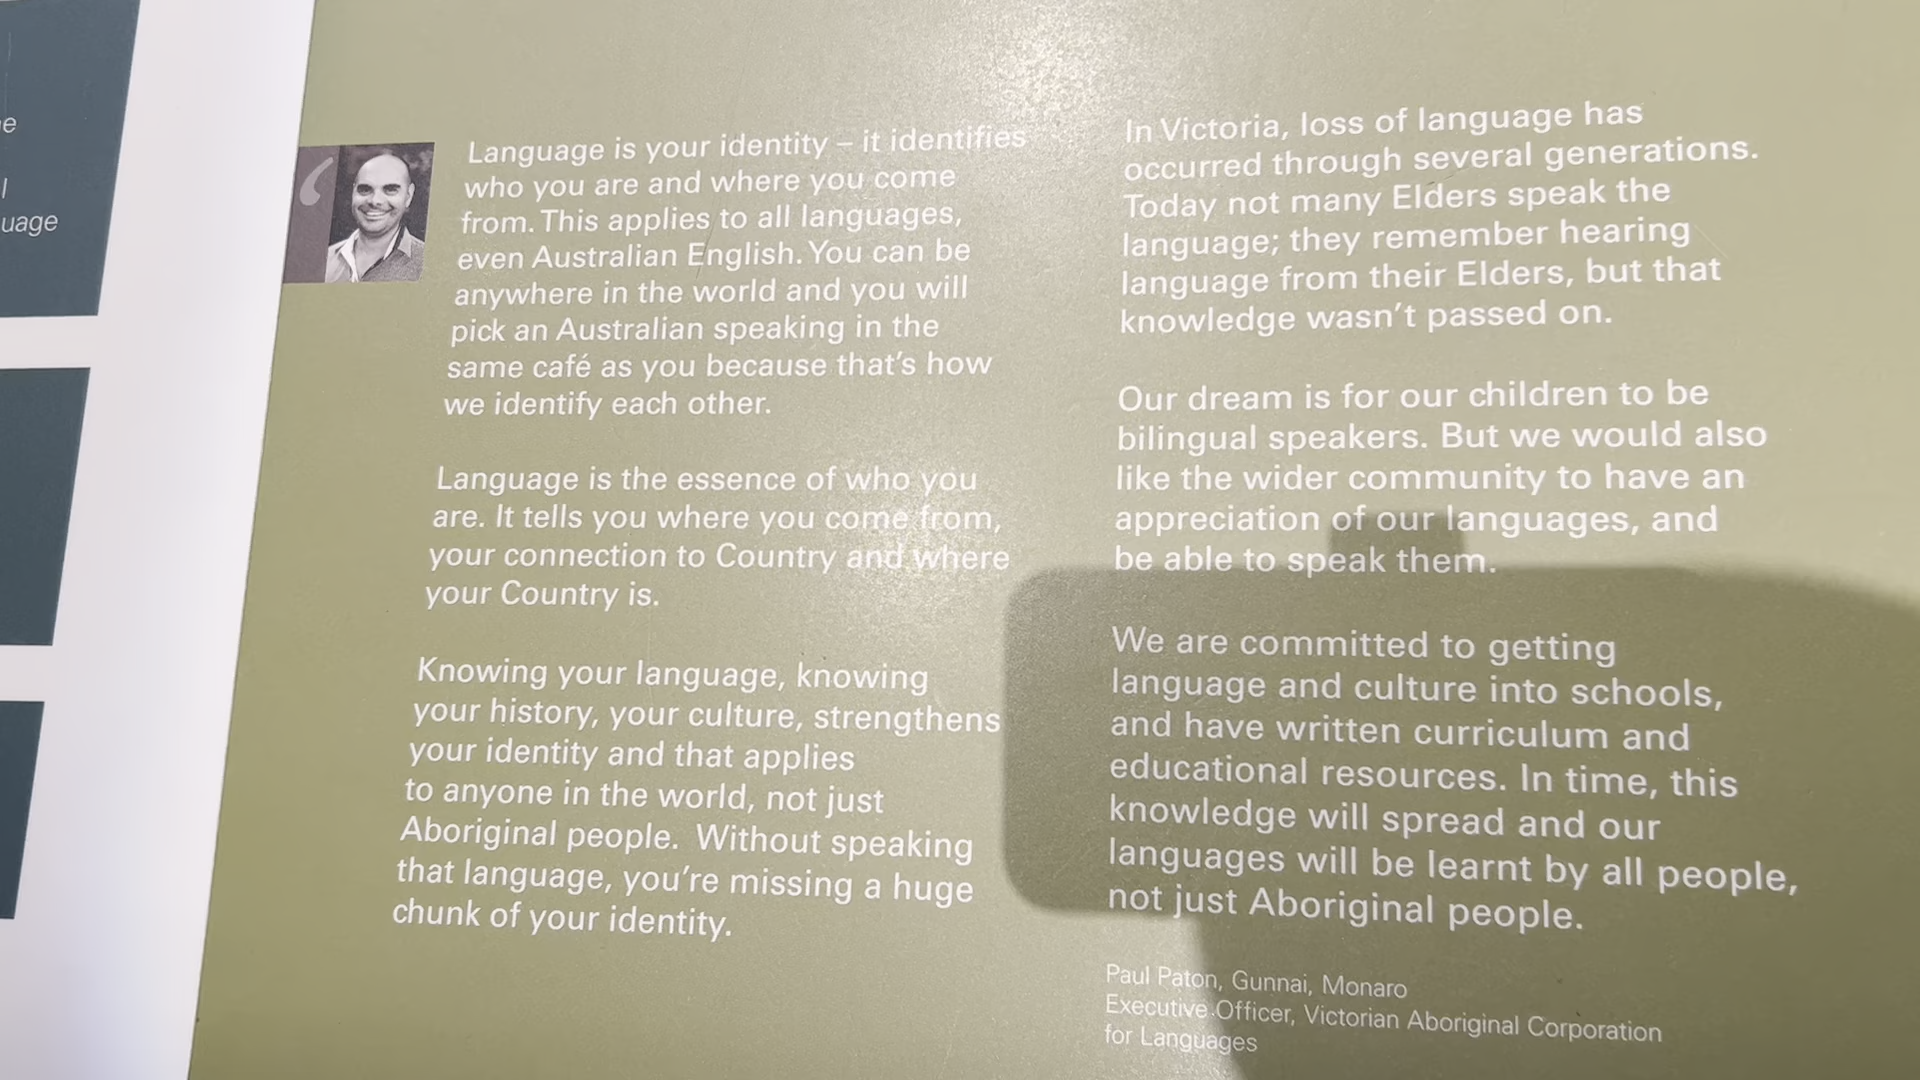 e
l
uage
Language is your identity – it identifies
who you are and where you come
from. This applies to all languages,
even Australian English. You can be
anywhere in the world and you will
pick an Australian speaking in the
same café as you because that's how
we identify each other.
Language is the essence of who you
are. It tells you where you come from,
your connection to Country and where
your Country is.
Knowing your language, knowing
your history, your culture, strengthens
your identity and that applies
to anyone in the world, not just
Aboriginal people. Without speaking
that language, you're missing a huge
chunk of your identity.
In Victoria, loss of language has
occurred through several generations.
Today not many Elders speak the
language; they remember hearing
language from their Elders, but that
knowledge wasn't passed on.
Our dream is for our children to be
bilingual speakers. But we would also
like the wider community to have an
appreciation of our languages, and
be able to speak them.
We are committed to getting
language and culture into schools,
and have written curriculum and
educational resources. In time, this
knowledge will spread and our
languages will be learnt by all people,
not just Aboriginal people.
Paul Paton, Gunnai, Monaro
Executive Officer, Victorian Aboriginal Corporation
for Languages